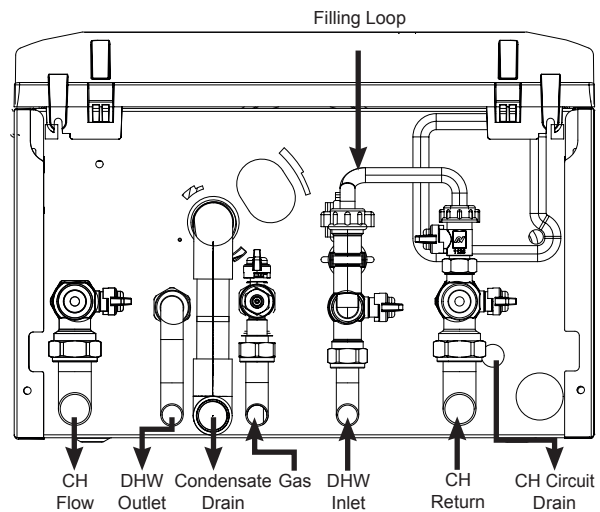 Filling Loop
CH Flow
DHW Outlet
Condensate Drain
Gas
DHW Inlet
CH Return
CH Circuit Drain